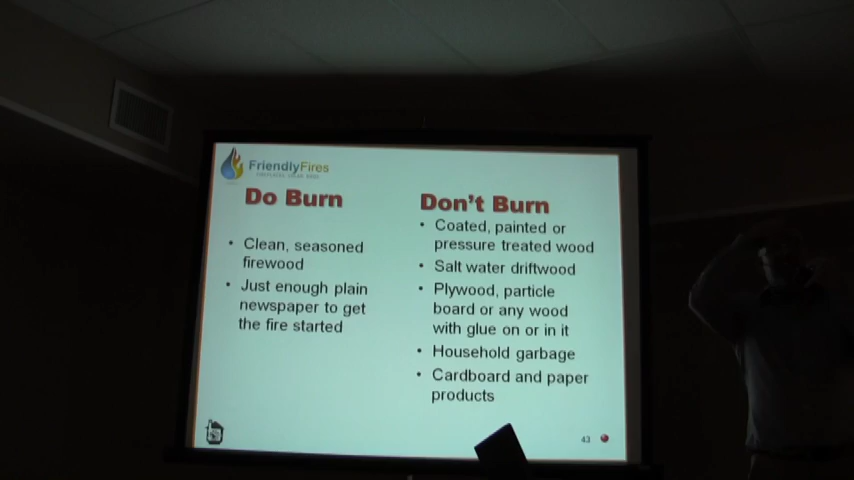 FriendlyFires
Do Burn
Clean, seasoned
firewood
Just enough plain
newspaper to get
the fire started
Don't Burn
Coated, painted or
pressure treated wood
Salt water driftwood
Plywood, particle
board or any wood
with glue on or in it
Household garbage
Cardboard and paper
products
43